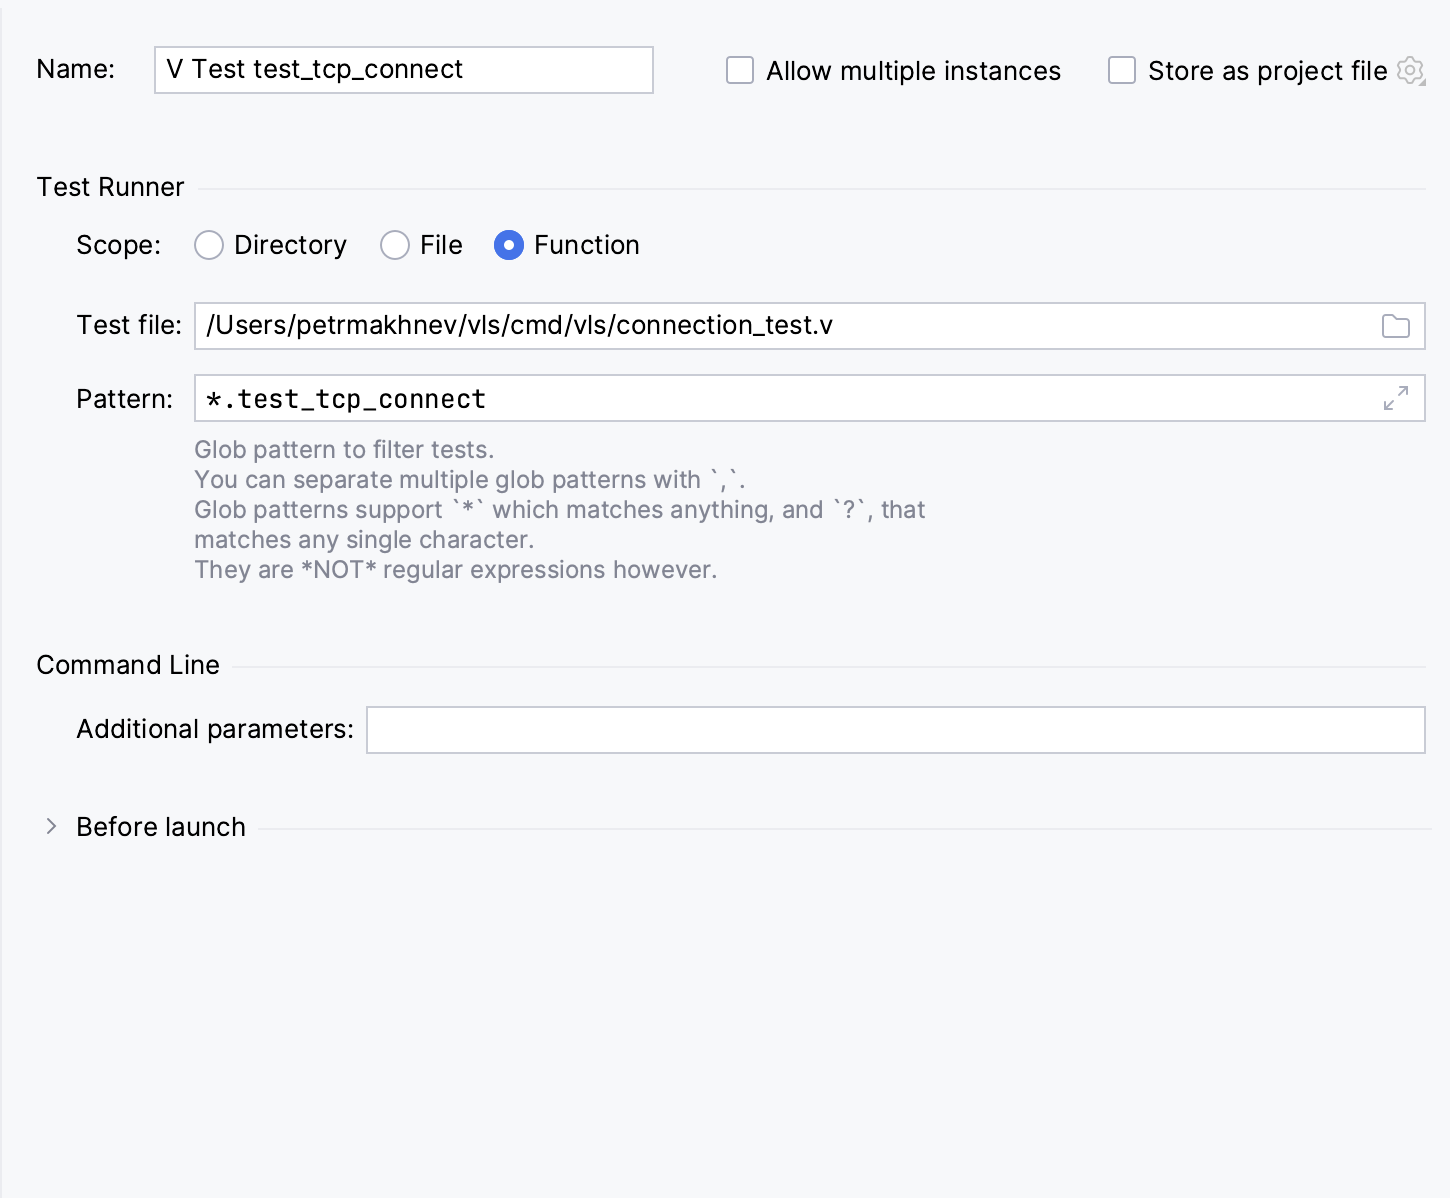 Name: V Test test_tcp_connect Allow multiple instances Store as project file
Test Runner
Scope: Directory File Function
Test file: /Users/petrmakhnev/vls/cmd/vls/connection_test.v
Pattern: *.test_tcp_connect
Glob pattern to filter tests.
You can separate multiple glob patterns with `,`.
Glob patterns support `*` which matches anything, and `?`, that
matches any single character.
They are *NOT* regular expressions however.
Command Line
Additional parameters:
Before launch